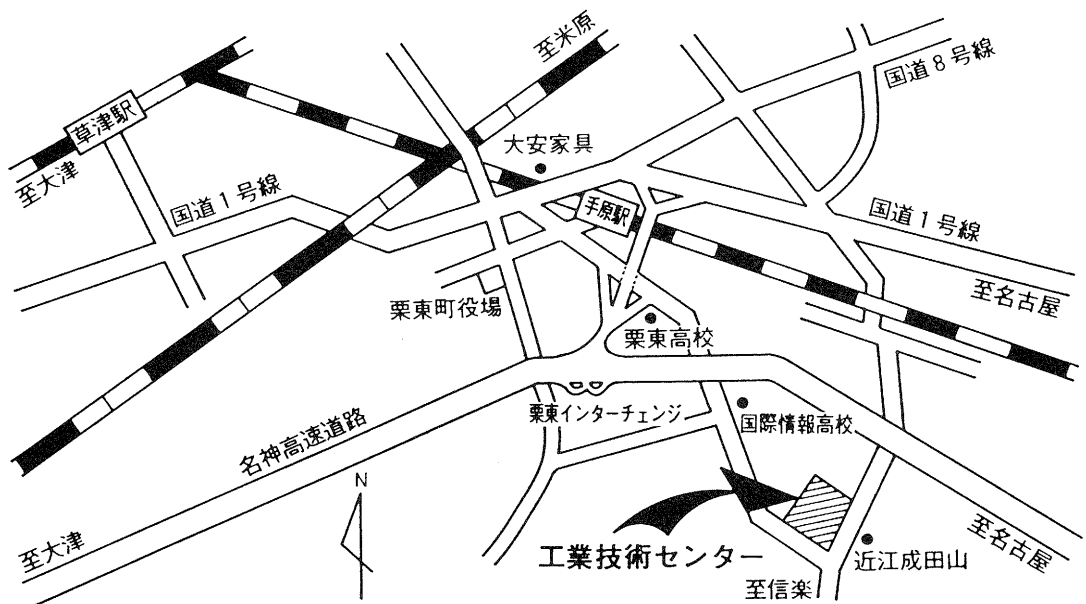 至米原
国道8号線
草津駅
大安家具
至大津
国道1号線
手原駅
国道1号線
至名古屋
栗東町役場
栗東高校
栗東インターチェンジ
国際情報高校
名神高速道路
N
至大津
工業技術センター
近江成田山
至名古屋
至信楽